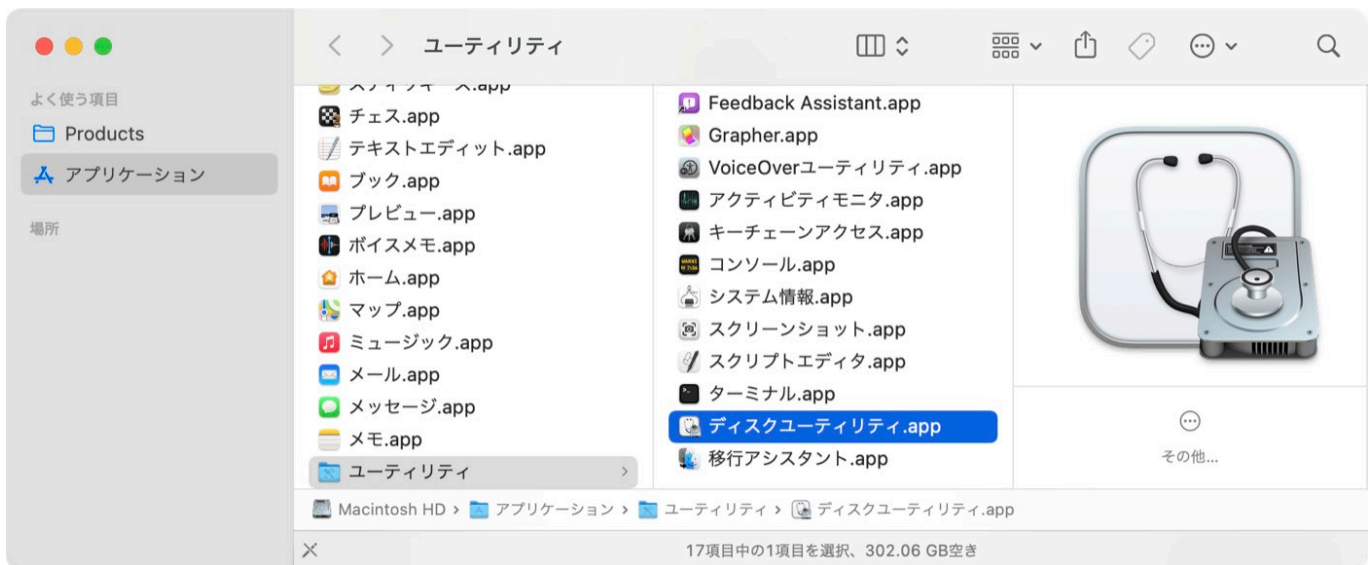 ユーティリティ
よく使う項目
Products
アプリケーション
場所
スティッキーズ.app
チェス.app
テキストエディット.app
ブック.app
プレビュー.app
ボイスメモ.app
ホーム.app
マップ.app
ミュージック.app
メール.app
メッセージ.app
メモ.app
ユーティリティ
Feedback Assistant.app
Grapher.app
VoiceOverユーティリティ.app
アクティビティモニタ.app
キーチェーンアクセス.app
コンソール.app
システム情報.app
スクリーンショット.app
スクリプトエディタ.app
ターミナル.app
ディスクユーティリティ.app
移行アシスタント.app
その他...
Macintosh HD › アプリケーション › ユーティリティ › ディスクユーティリティ.app
17項目中の1項目を選択、302.06 GB空き